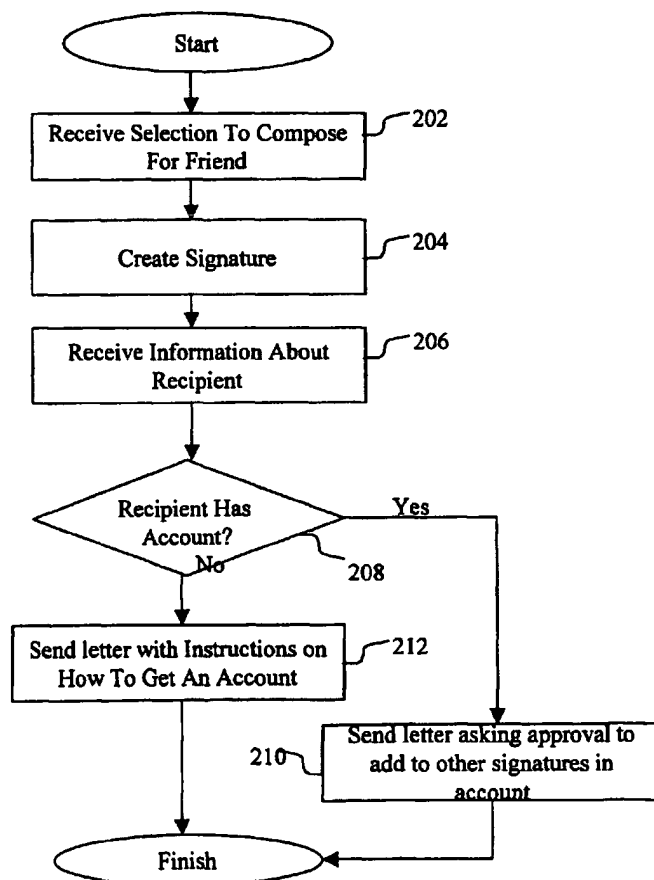 Start
Receive Selection To Compose
For Friend
202
Create Signature
204
Receive Information About
Recipient
206
Recipient Has
Account?
Yes
No
208
Send letter with Instructions on
How To Get An Account
212
Send letter asking approval to
add to other signatures in
account
210
Finish